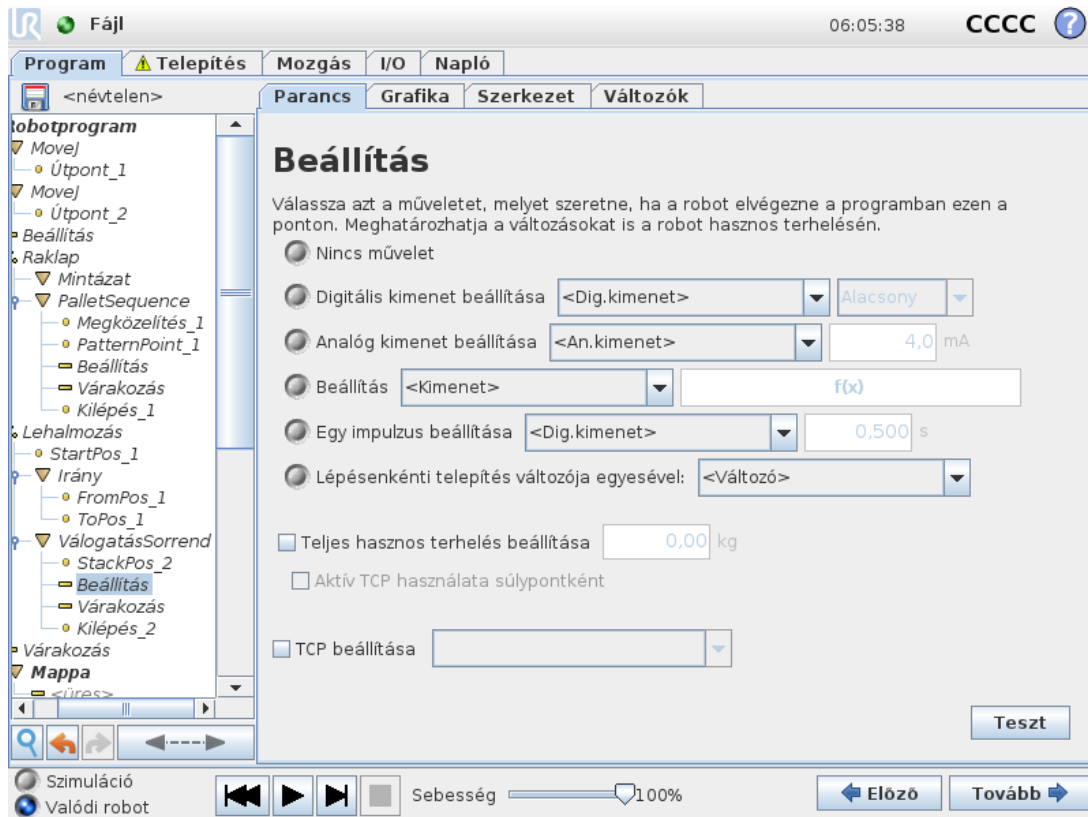 UR Fájl 06:05:38 CCCC ?
Program Telepítés Mozgás I/O Napló
<névtelen>
Parancs Grafika Szerkezet Változók
Robotprogram
MoveJ
Útpont_1
MoveJ
Útpont_2
Beállítás
Raklap
Mintázat
PalletSequence
Megközelítés_1
PatternPoint_1
Beállítás
Várakozás
Kilépés_1
Lehalmozás
StartPos_1
Irány
FromPos_1
ToPos_1
VálogatásSorrend
StackPos_2
Beállítás
Várakozás
Kilépés_2
Várakozás
Mappa
<üres>
Beállítás
Válassza azt a műveletet, melyet szeretne, ha a robot elvégezne a programban ezen a
ponton. Meghatározhatja a változásokat is a robot hasznos terhelésén.
Nincs művelet
Digitális kimenet beállítása <Dig.kimenet> Alacsony
Analóg kimenet beállítása <An.kimenet> 4,0 mA
Beállítás <Kimenet> f(x)
Egy impulzus beállítása <Dig.kimenet> 0,500 s
Lépésenkénti telepítés változója egyesével: <Változó>
Teljes hasznos terhelés beállítása 0,00 kg
Aktív TCP használata súlypontként
TCP beállítása
Teszt
Szimuláció
Valódi robot
Sebesség 100%
Előző Tovább